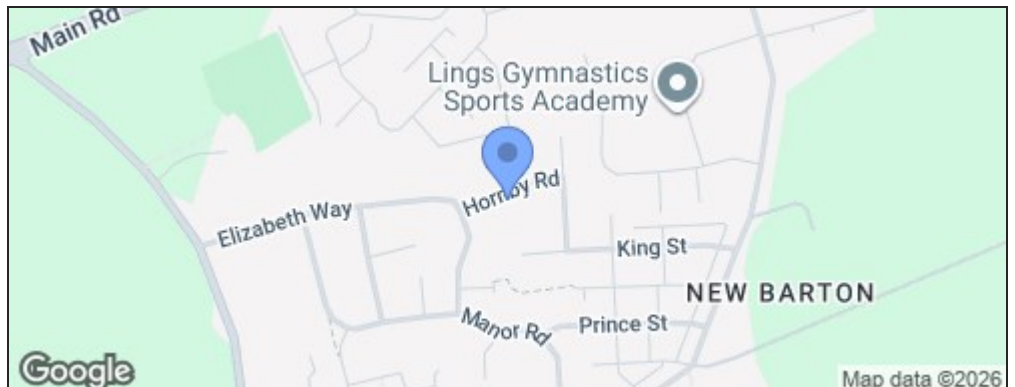 Main Rd
Lings Gymnastics
Sports Academy
Hornby Rd
Elizabeth Way
King St
NEW BARTON
Manor Rd
Prince St
Google
Map data ©2026